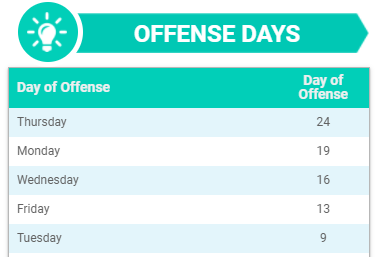 OFFENSE DAYS
Day of Offense Day of
Offense
Thursday 24
Monday 19
Wednesday 16
Friday 13
Tuesday 9